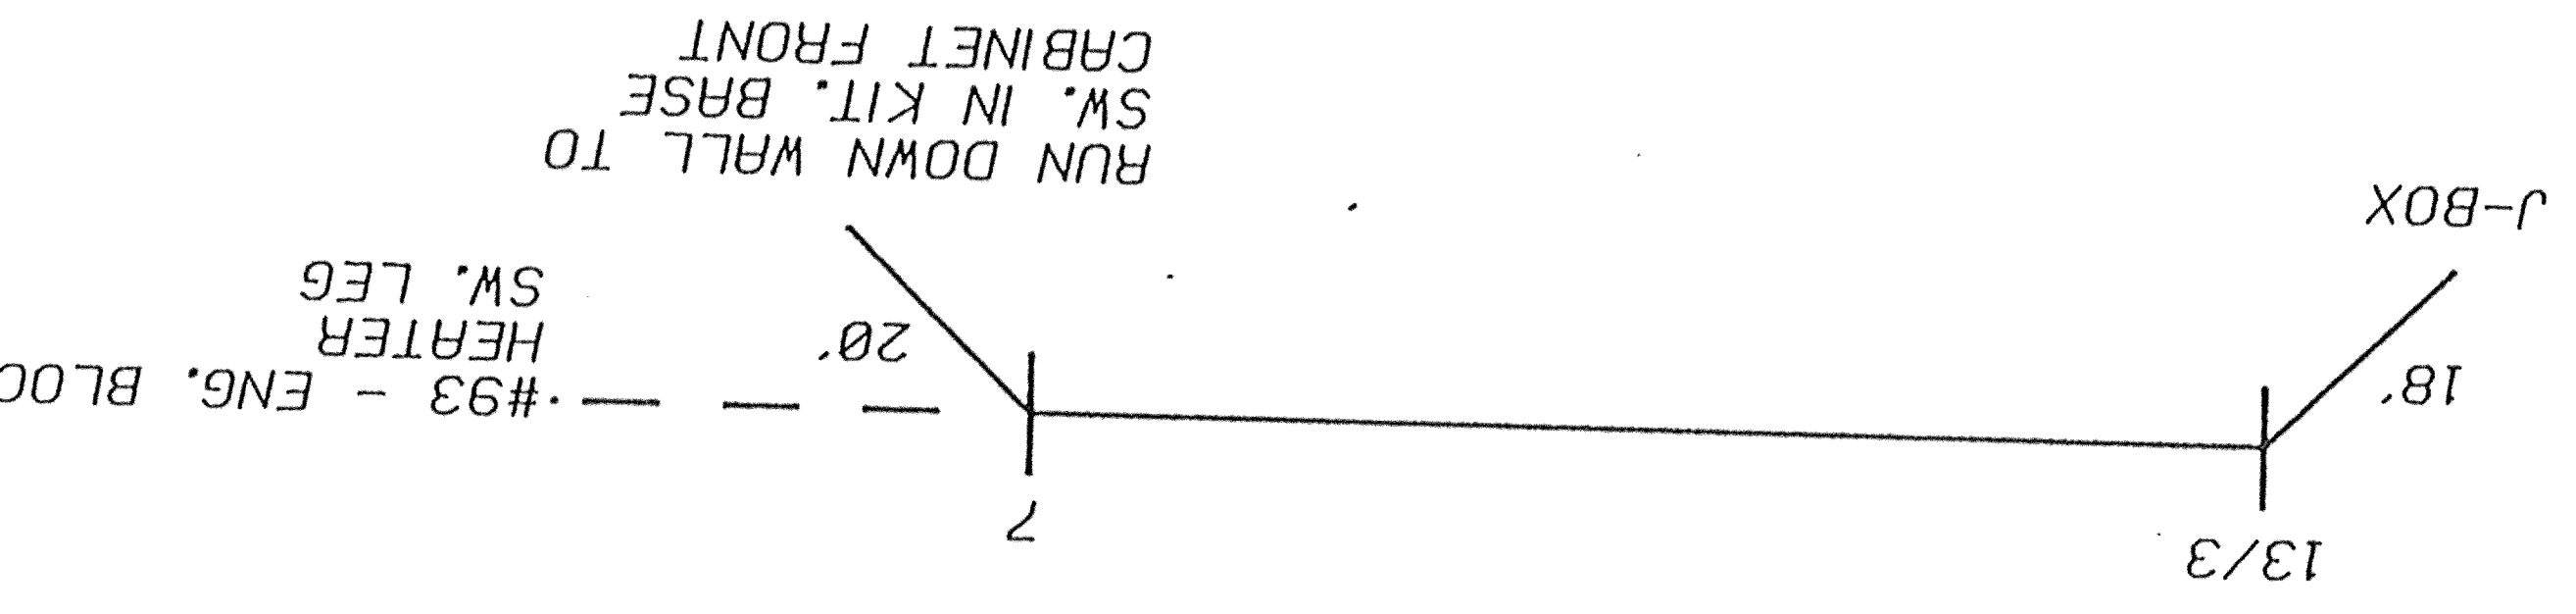 13/3
7
18'
J-BOX
20'
#93 - ENG. BLOC
HEATER
SW. LEG
RUN DOWN WALL TO
SW. IN KIT. BASE
CABINET FRONT